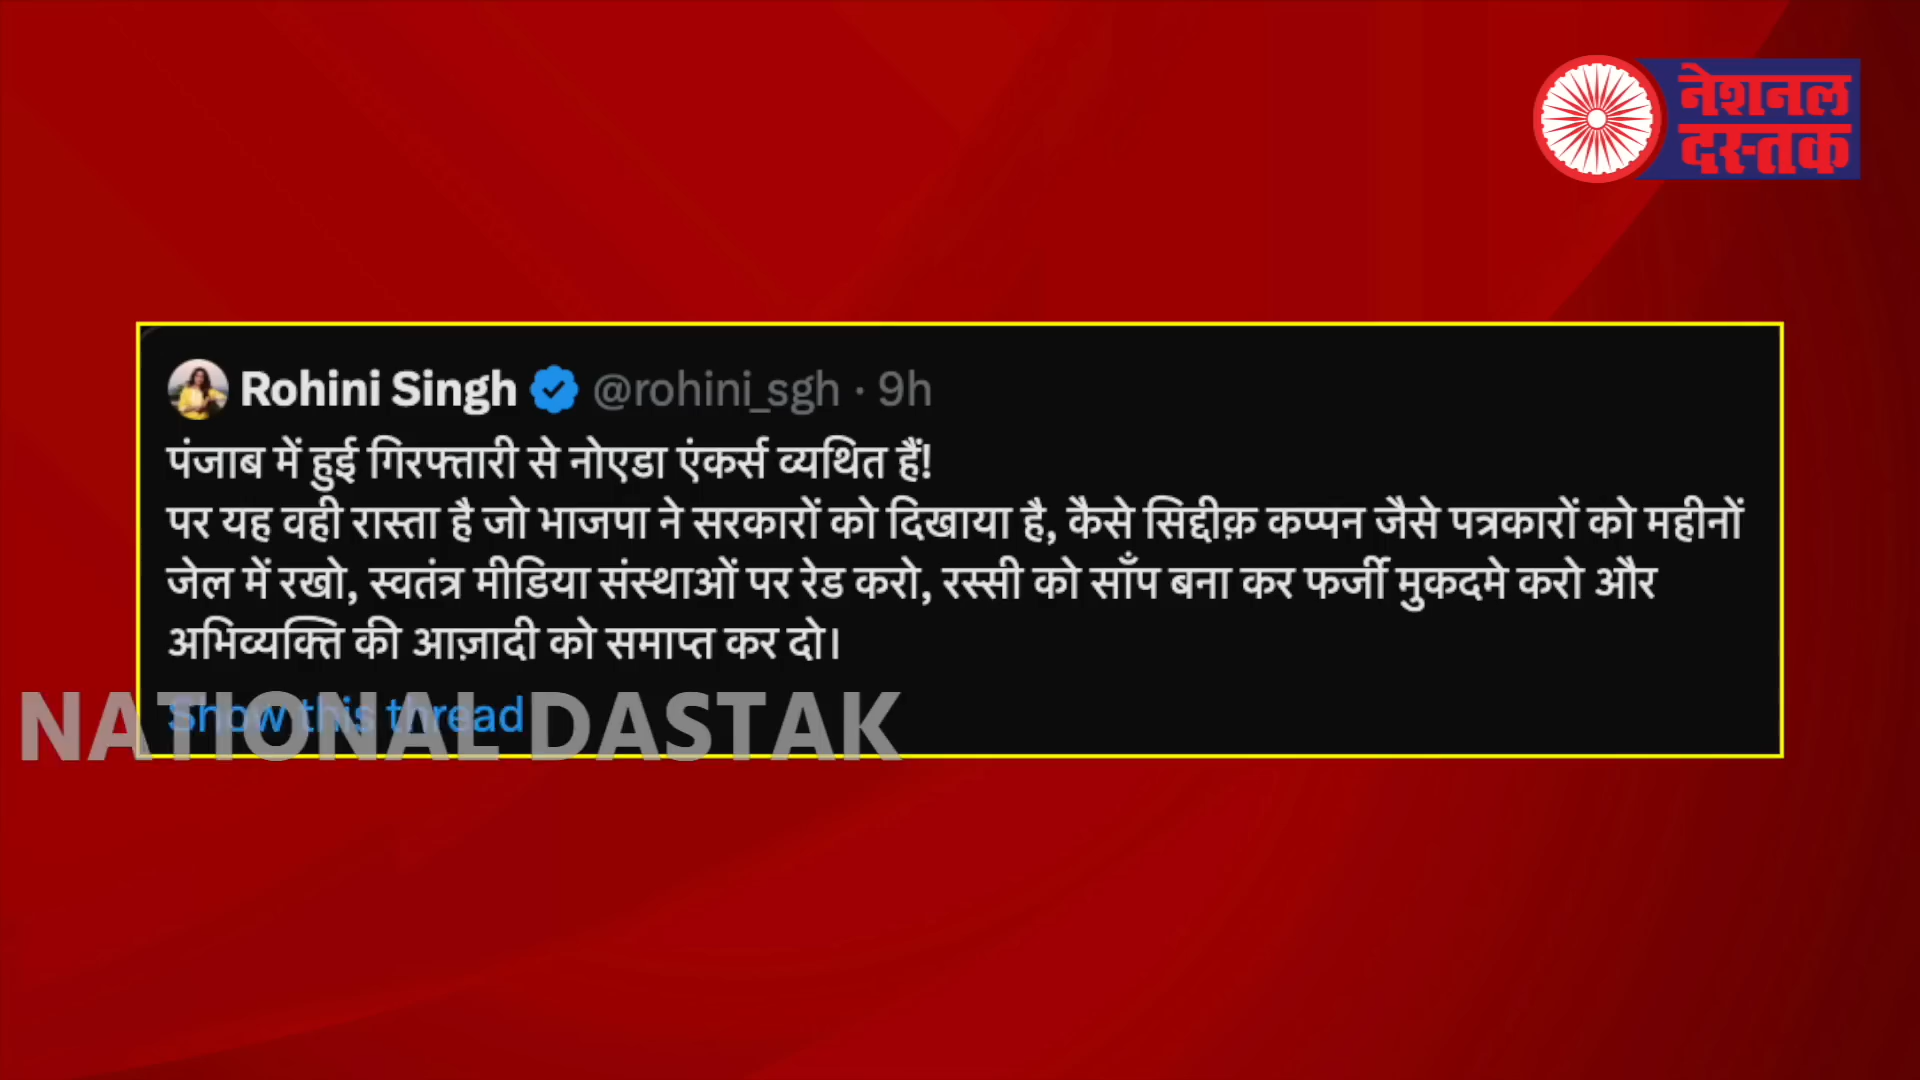 नेशनल
दस्तक
Rohini Singh @rohini_sgh · 9h
पंजाब में हुई गिरफ्तारी से नोएडा एंकर्स व्यथित हैं!
पर यह वही रास्ता है जो भाजपा ने सरकारों को दिखाया है, कैसे सिद्दीक़ कप्पन जैसे पत्रकारों को महीनों
जेल में रखो, स्वतंत्र मीडिया संस्थाओं पर रेड करो, रस्सी को साँप बना कर फर्जी मुकदमे करो और
अभिव्यक्ति की आज़ादी को समाप्त कर दो।
Show this thread
NATIONAL DASTAK